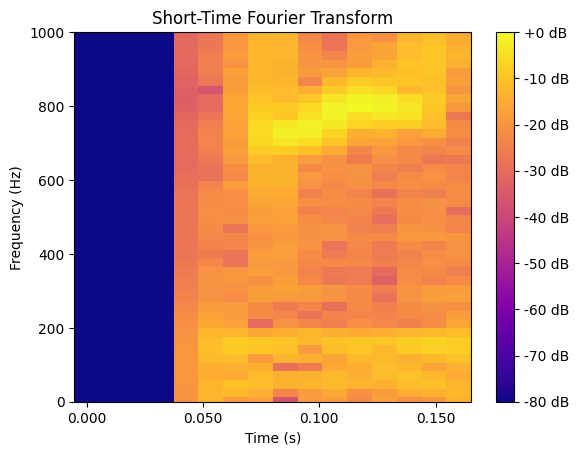 Short-Time Fourier Transform
1000
800
600
400
200
0
Frequency (Hz)
0.000
0.050
0.100
0.150
Time (s)
+0 dB
-10 dB
-20 dB
-30 dB
-40 dB
-50 dB
-60 dB
-70 dB
-80 dB